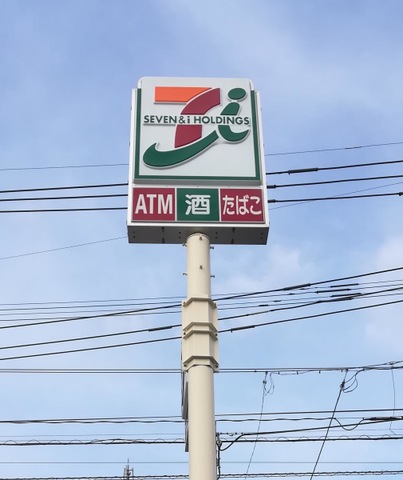 SEVEN & i HOLDINGS
ATM 酒 たばこ